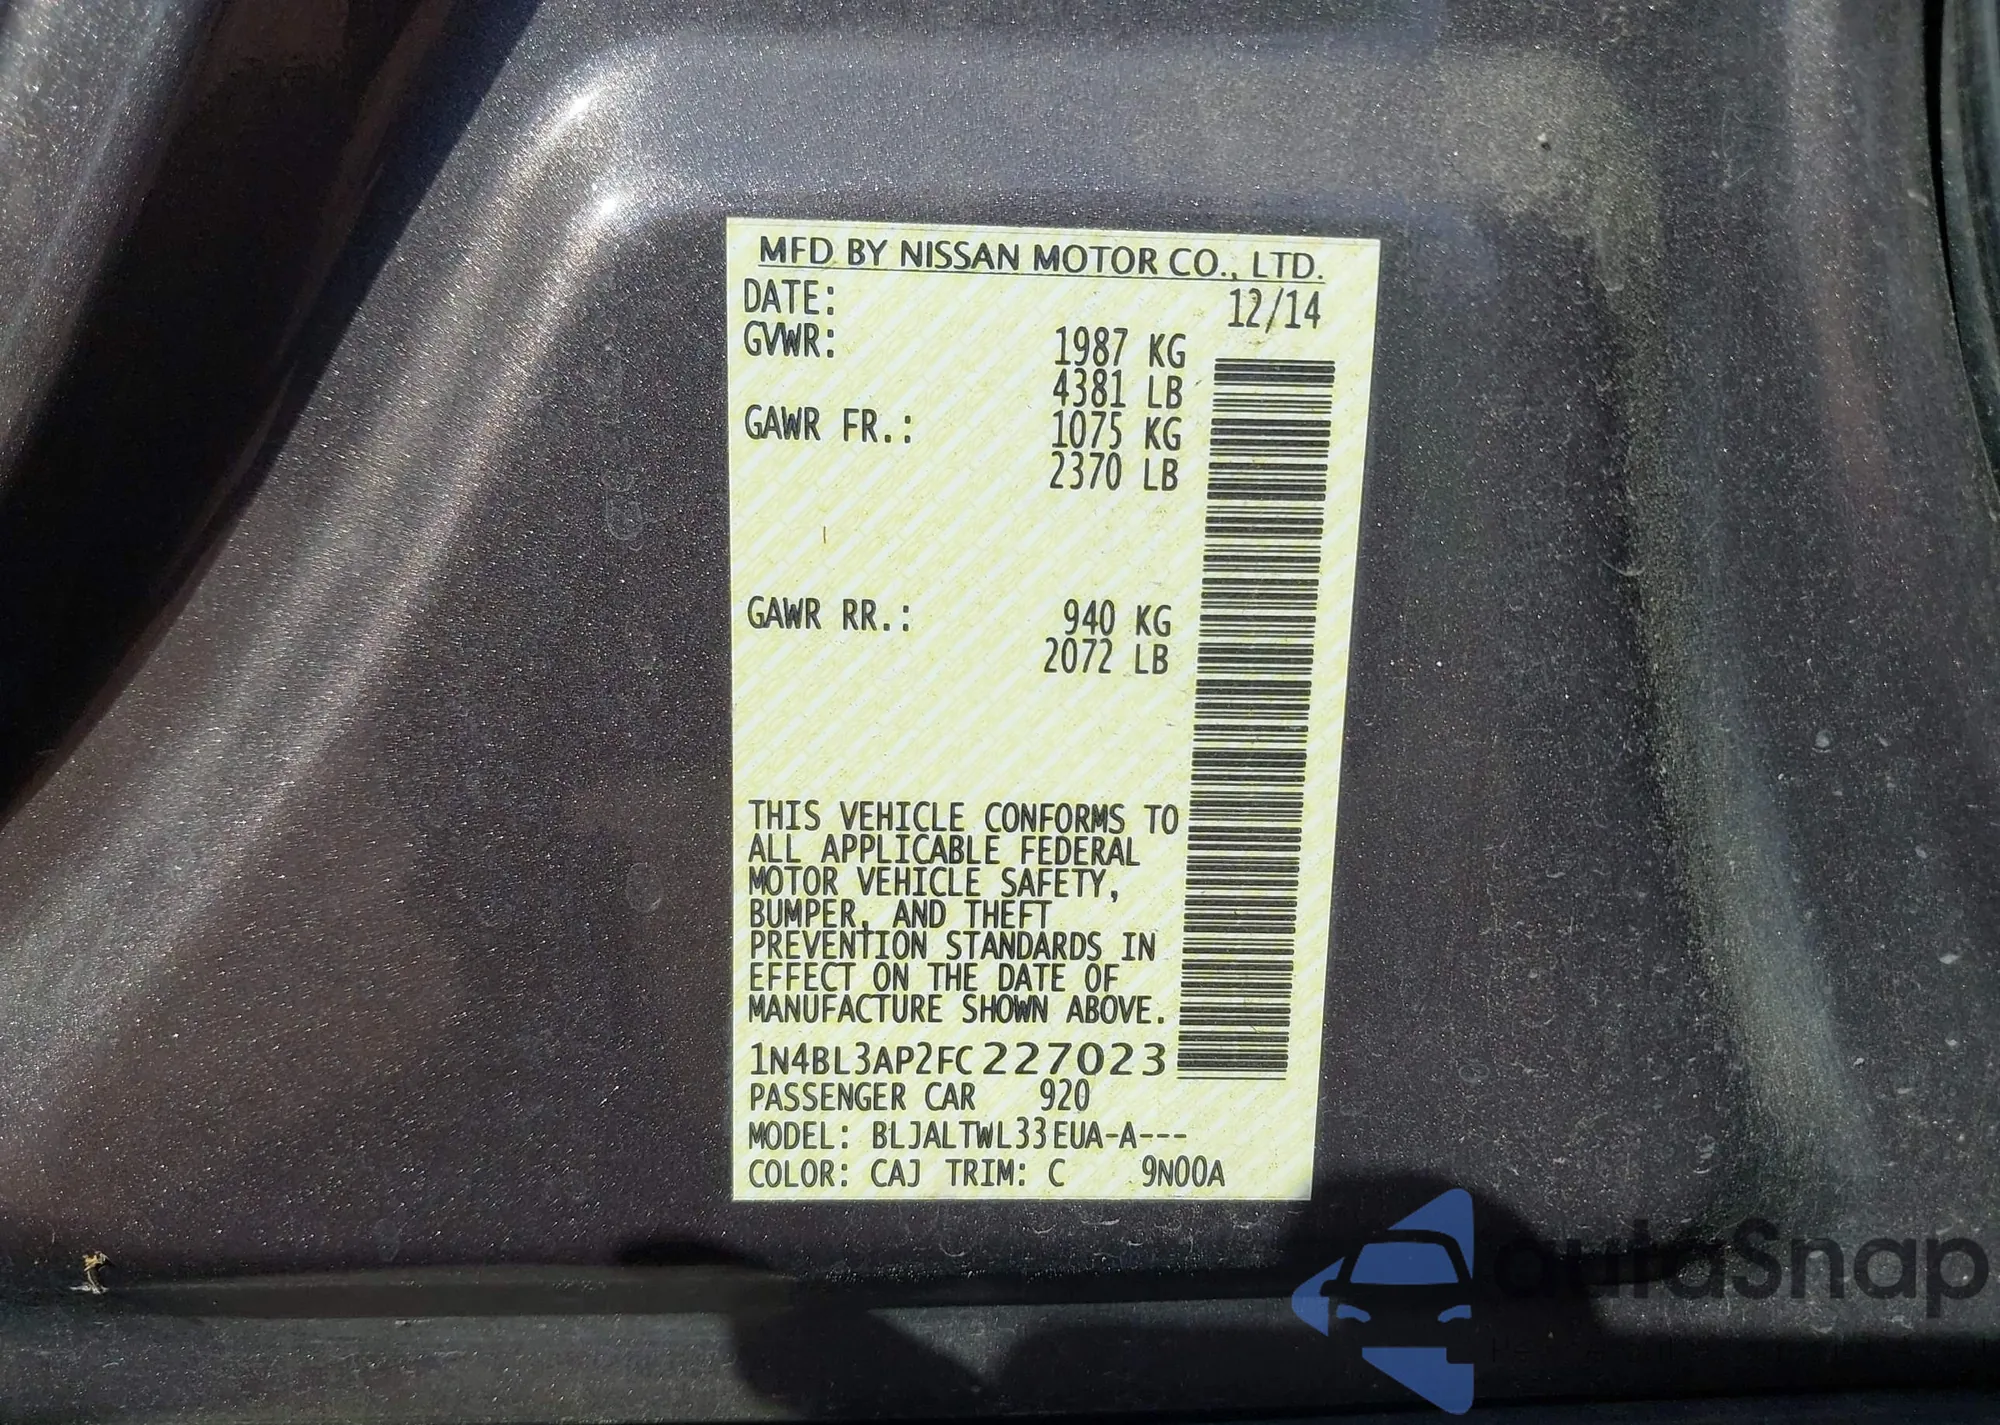 MFD BY NISSAN MOTOR CO., LTD.
DATE: 12/14
GVWR: 1987 KG
4381 LB
GAWR FR.: 1075 KG
2370 LB
GAWR RR.: 940 KG
2072 LB
THIS VEHICLE CONFORMS TO
ALL APPLICABLE FEDERAL
MOTOR VEHICLE SAFETY,
BUMPER, AND THEFT
PREVENTION STANDARDS IN
EFFECT ON THE DATE OF
MANUFACTURE SHOWN ABOVE.
1N4BL3AP2FC227023
PASSENGER CAR 920
MODEL: BLJALTWL33EUA-A---
COLOR: CAJ TRIM: C 9N00A
autaSnap